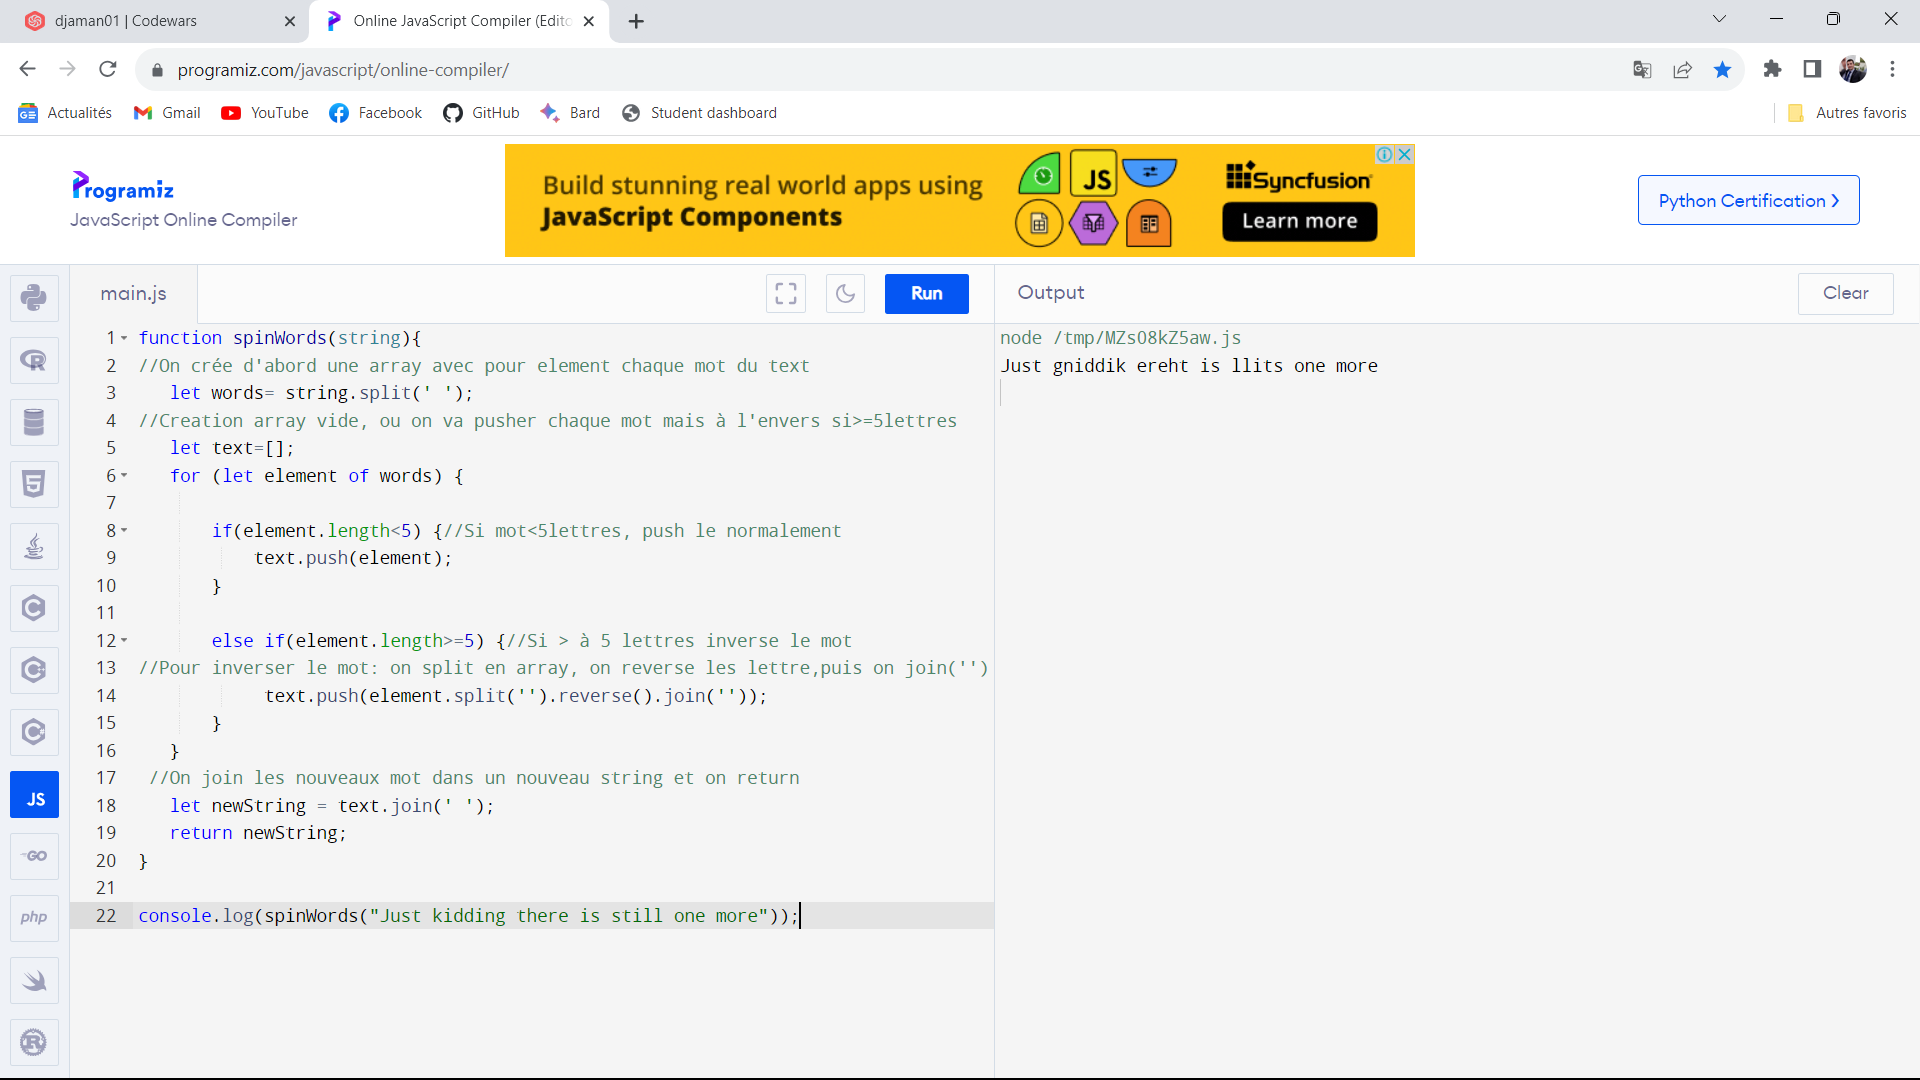 djaman01 | Codewars
Online JavaScript Compiler (Edito
programiz.com/javascript/online-compiler/
Actualités
Gmail
YouTube
Facebook
GitHub
Bard
Student dashboard
Autres favoris
Programiz
JavaScript Online Compiler
Build stunning real world apps using
JavaScript Components
JS
Syncfusion
Learn more
Python Certification >
main.js
Run
Output
Clear
1 function spinWords(string){
2 //On crée d'abord une array avec pour element chaque mot du text
3 let words= string.split(' ');
4 //Creation array vide, ou on va pusher chaque mot mais à l'envers si>=5lettres
5 let text=[];
6 for (let element of words) {
7
8 if(element.length<5) {//Si mot<5lettres, push le normalement
9 text.push(element);
10 }
11
12 else if(element.length>=5) {//Si > à 5 lettres inverse le mot
13 //Pour inverser le mot: on split en array, on reverse les lettre,puis on join('')
14 text.push(element.split('').reverse().join(''));
15 }
16 }
17 //On join les nouveaux mot dans un nouveau string et on return
18 let newString = text.join(' ');
19 return newString;
20 }
21
22 console.log(spinWords("Just kidding there is still one more"));
node /tmp/MZsO8kZ5aw.js
Just gniddik ereht is llits one more
R
5
C
C
C
JS
GO
php
R